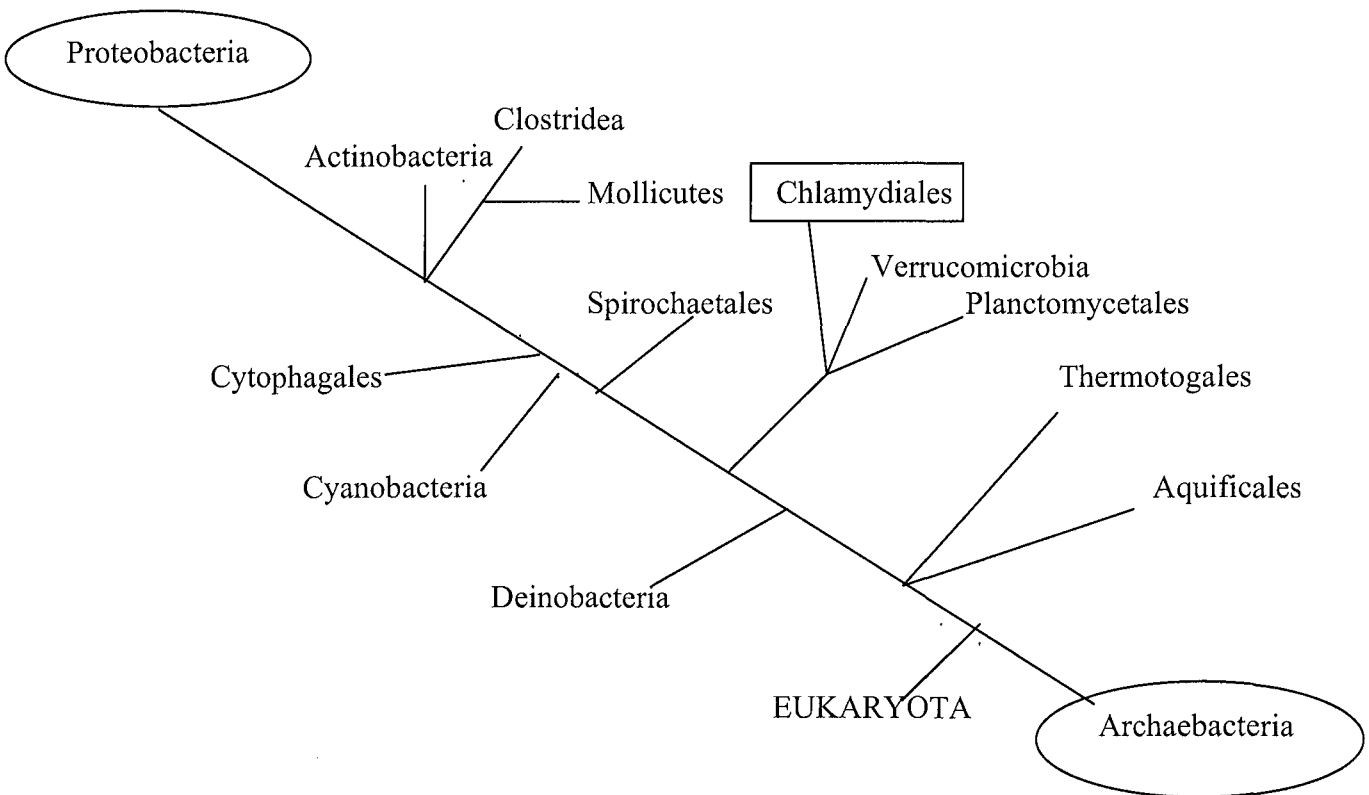 Proteobacteria
Clostridea
Actinobacteria
Mollicutes
Chlamydiales
Verrucomicrobia
Planctomycetales
Spirochaetales
Cytophagales
Thermotogales
Cyanobacteria
Aquificales
Deinobacteria
EUKARYOTA
Archaebacteria